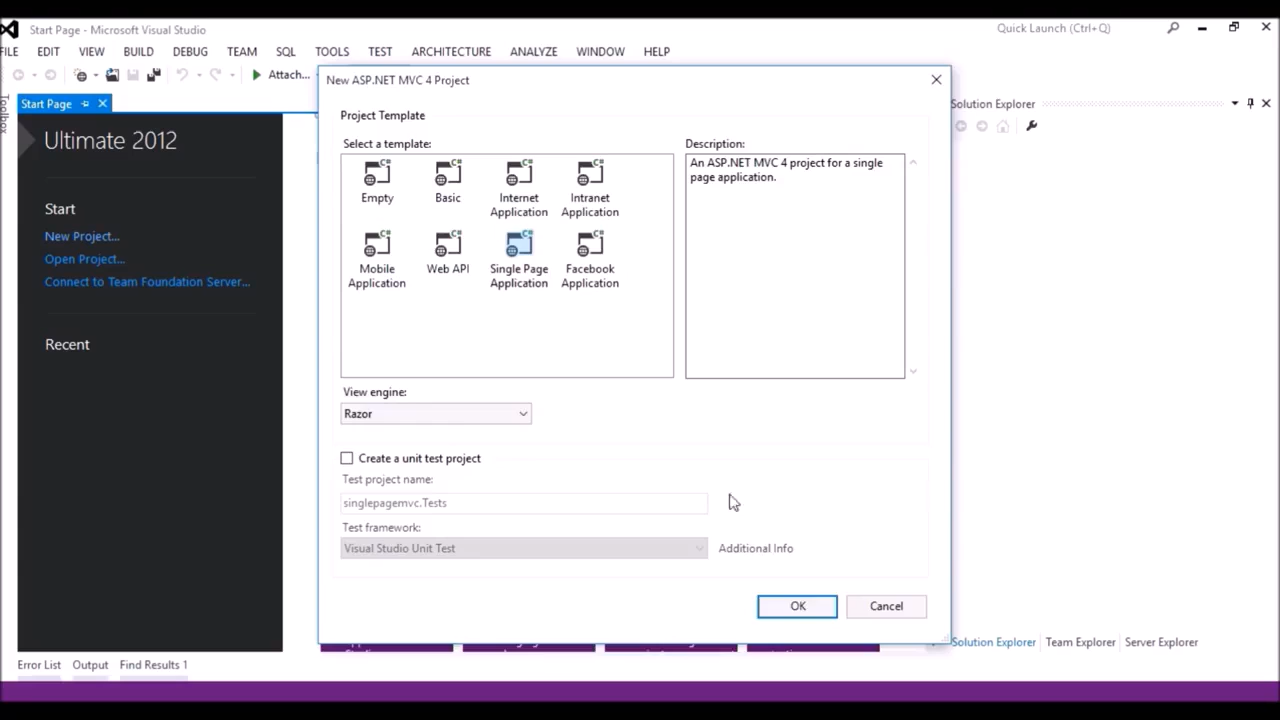 Start Page - Microsoft Visual Studio
Quick Launch (Ctrl+Q)
FILE EDIT VIEW BUILD DEBUG TEAM SQL TOOLS TEST ARCHITECTURE ANALYZE WINDOW HELP
Attach...
Toolbox
Start Page
Ultimate 2012
Start
New Project...
Open Project...
Connect to Team Foundation Server...
Recent
New ASP.NET MVC 4 Project
Project Template
Select a template:
C# C# C# C#
Empty Basic Internet Application Intranet Application
C# C# C# C#
Mobile Application Web API Single Page Application Facebook Application
Description:
An ASP.NET MVC 4 project for a single
page application.
View engine:
Razor
Create a unit test project
Test project name:
singlepagemvc.Tests
Test framework:
Visual Studio Unit Test
Additional Info
OK Cancel
Solution Explorer
Solution Explorer Team Explorer Server Explorer
Error List Output Find Results 1